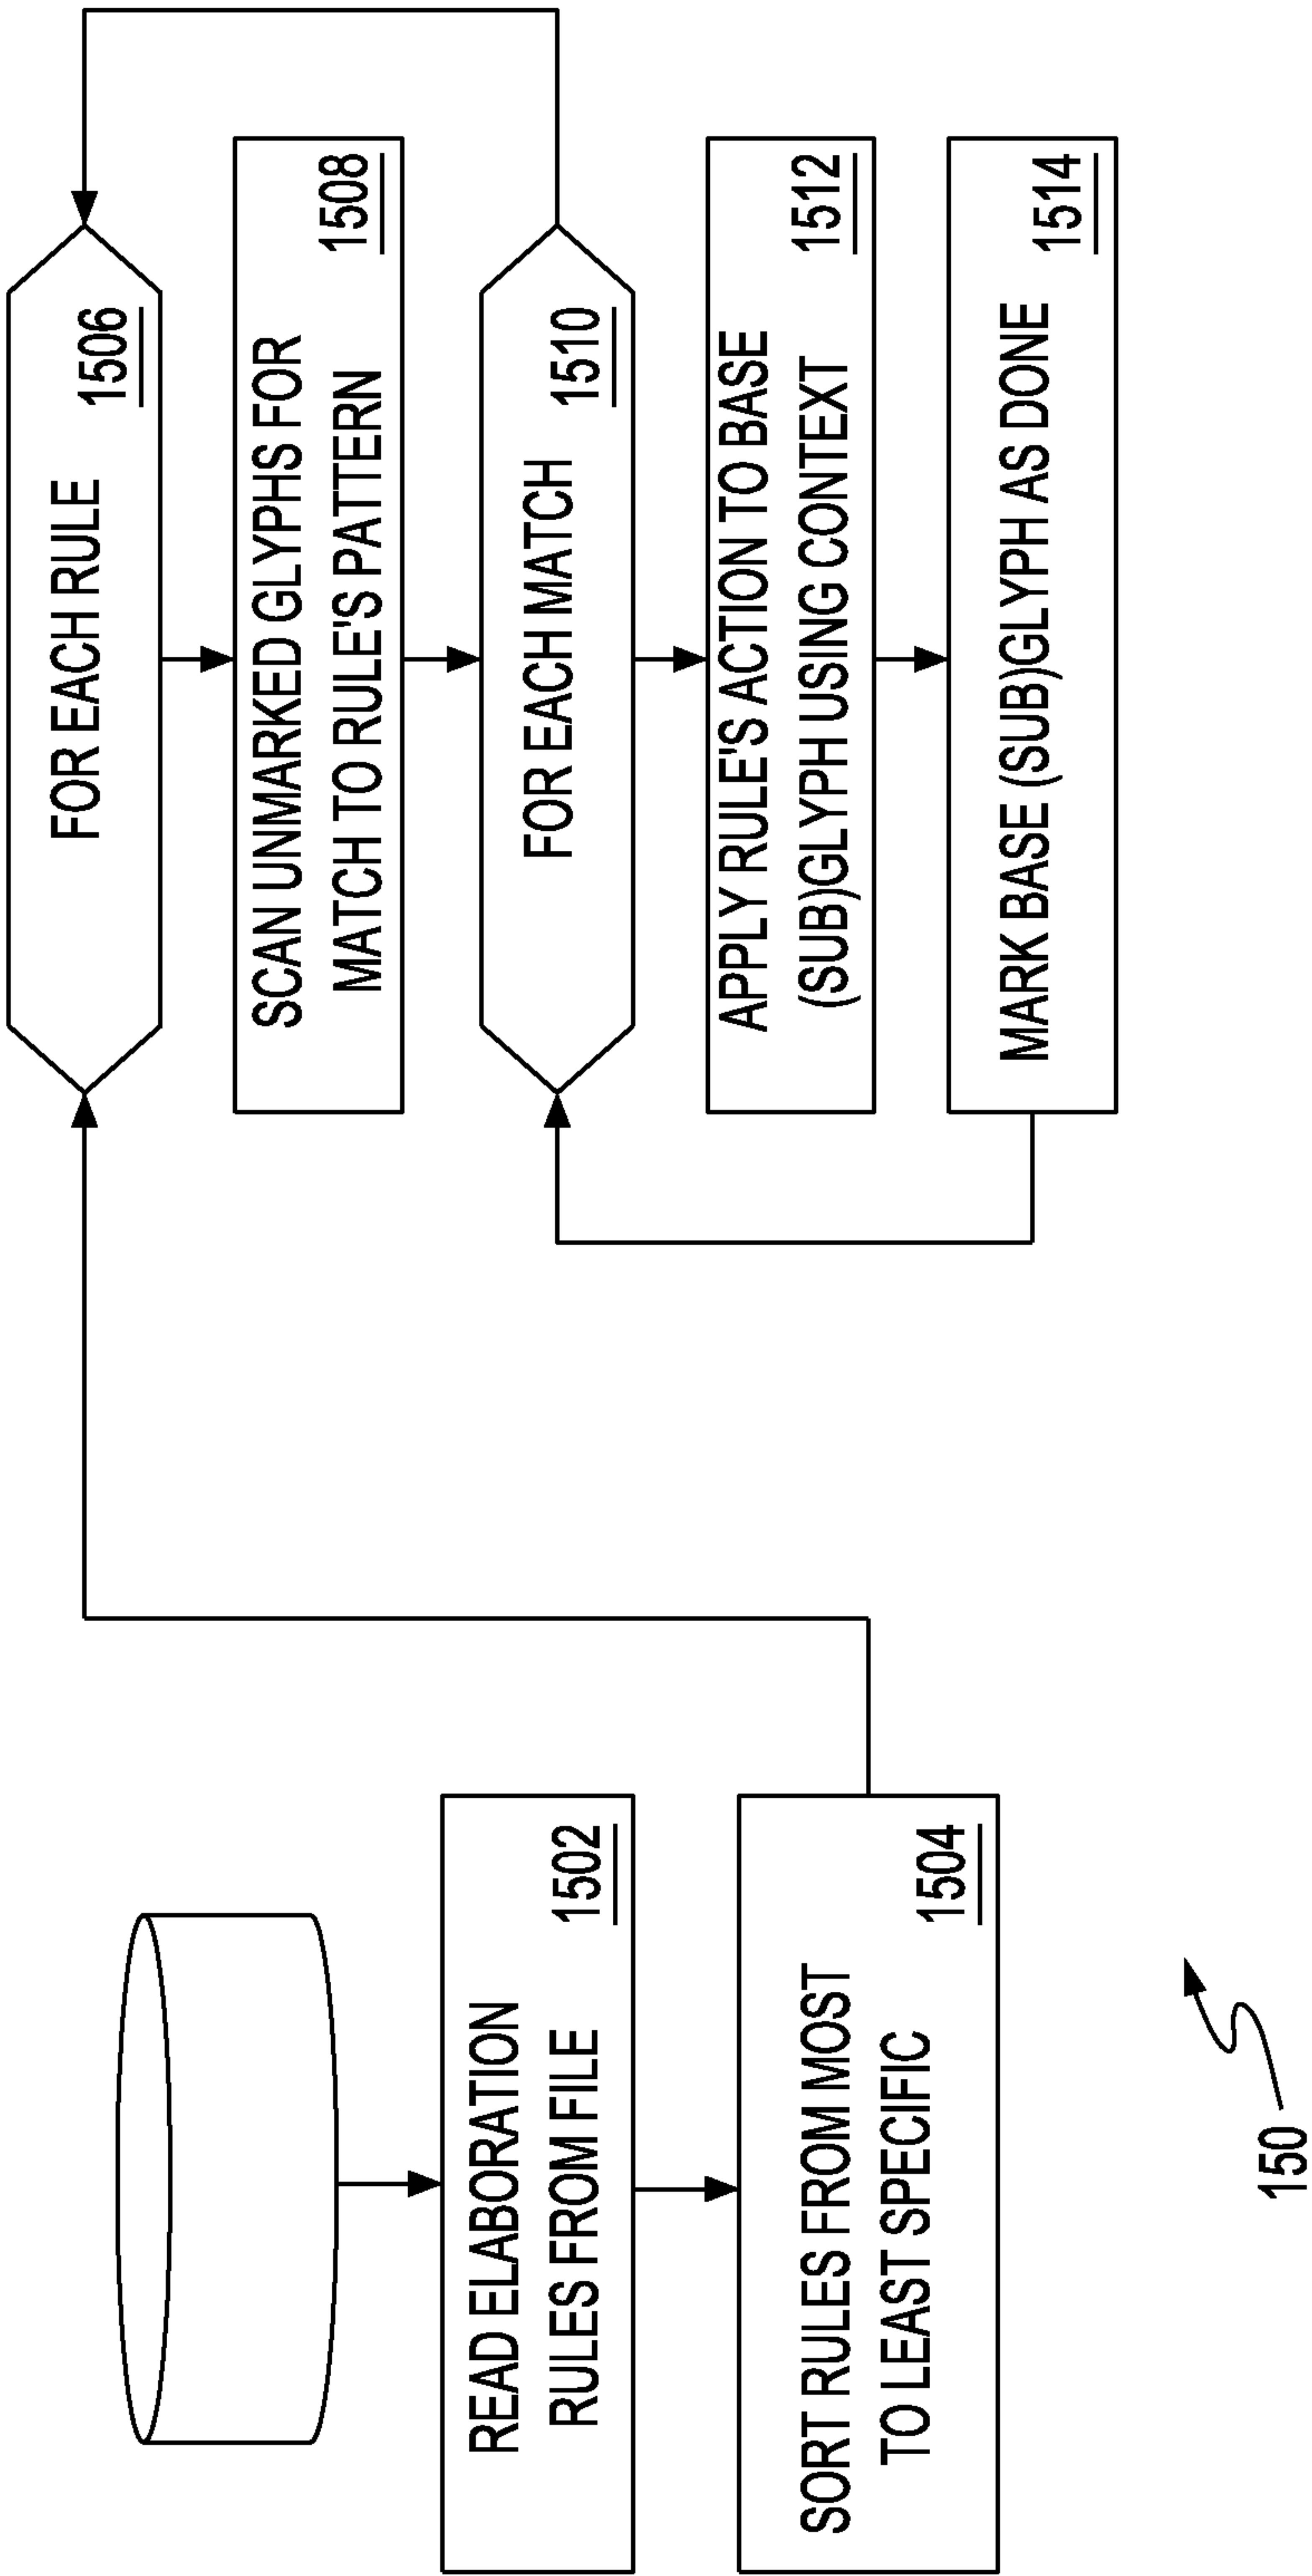 READ ELABORATION
RULES FROM FILE
1502
SORT RULES FROM MOST
TO LEAST SPECIFIC
1504
150
FOR EACH RULE
1506
SCAN UNMARKED GLYPHS FOR
MATCH TO RULE'S PATTERN
1508
FOR EACH MATCH
1510
APPLY RULE'S ACTION TO BASE
(SUB)GLYPH USING CONTEXT
1512
MARK BASE (SUB)GLYPH AS DONE
1514